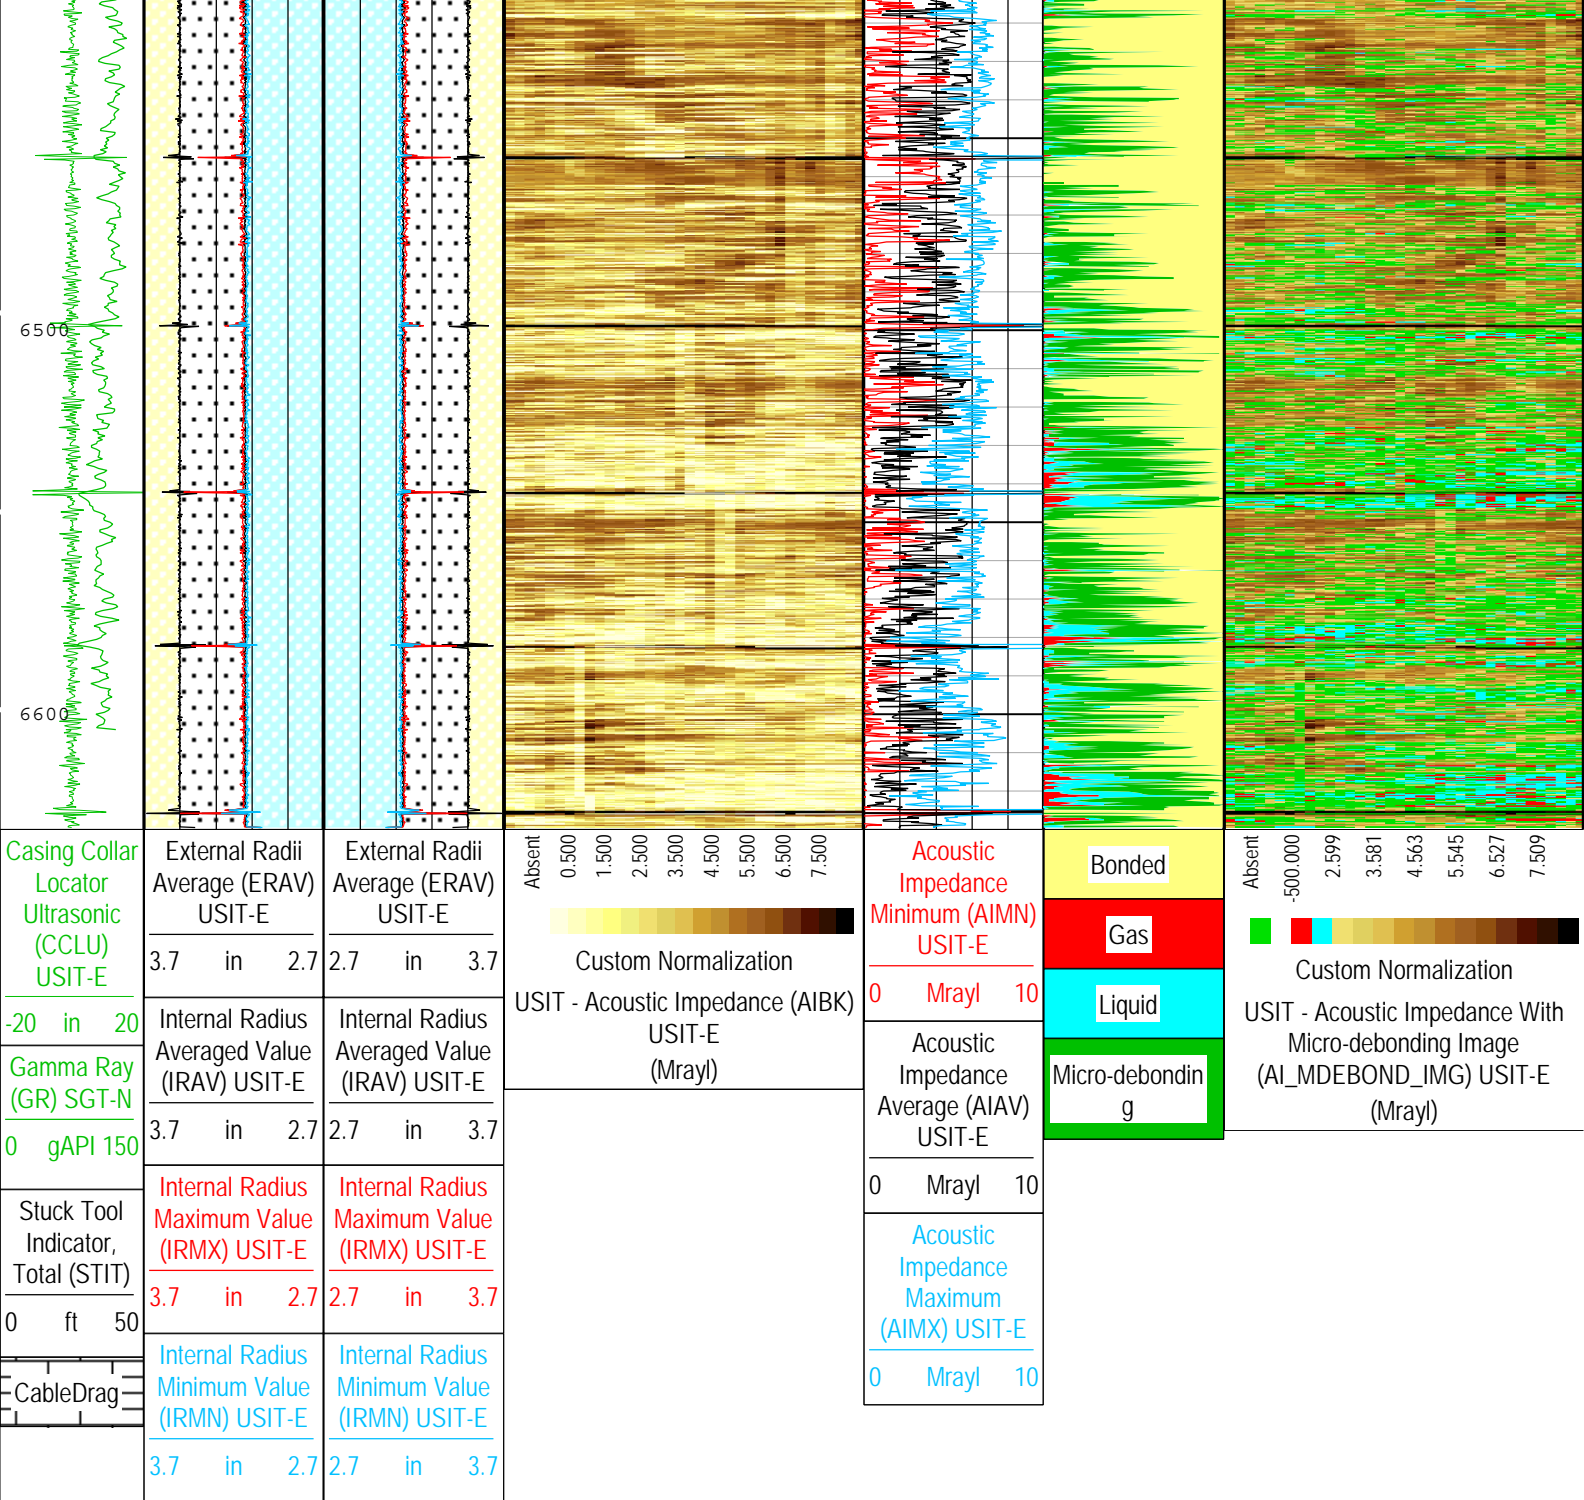 6500
6600
Casing Collar
Locator
Ultrasonic
(CCLU)
USIT-E
-20 in 20
Gamma Ray
(GR) SGT-N
0 gAPI 150
Stuck Tool
Indicator,
Total (STIT)
0 ft 50
CableDrag
External Radii
Average (ERAV)
USIT-E
3.7 in 2.7
Internal Radius
Averaged Value
(IRAV) USIT-E
3.7 in 2.7
Internal Radius
Maximum Value
(IRMX) USIT-E
3.7 in 2.7
Internal Radius
Minimum Value
(IRMN) USIT-E
3.7 in 2.7
External Radii
Average (ERAV)
USIT-E
2.7 in 3.7
Internal Radius
Averaged Value
(IRAV) USIT-E
2.7 in 3.7
Internal Radius
Maximum Value
(IRMX) USIT-E
2.7 in 3.7
Internal Radius
Minimum Value
(IRMN) USIT-E
2.7 in 3.7
Absent
0.500
1.500
2.500
3.500
4.500
5.500
6.500
7.500
Custom Normalization
USIT - Acoustic Impedance (AIBK)
USIT-E
(Mrayl)
Acoustic
Impedance
Minimum (AIMN)
USIT-E
0 Mrayl 10
Acoustic
Impedance
Average (AIAV)
USIT-E
0 Mrayl 10
Acoustic
Impedance
Maximum
(AIMX) USIT-E
0 Mrayl 10
Bonded
Gas
Liquid
Micro-debondin
g
Absent
-500.000
2.599
3.581
4.563
5.545
6.527
7.509
Custom Normalization
USIT - Acoustic Impedance With
Micro-debonding Image
(AI_MDEBOND_IMG) USIT-E
(Mrayl)